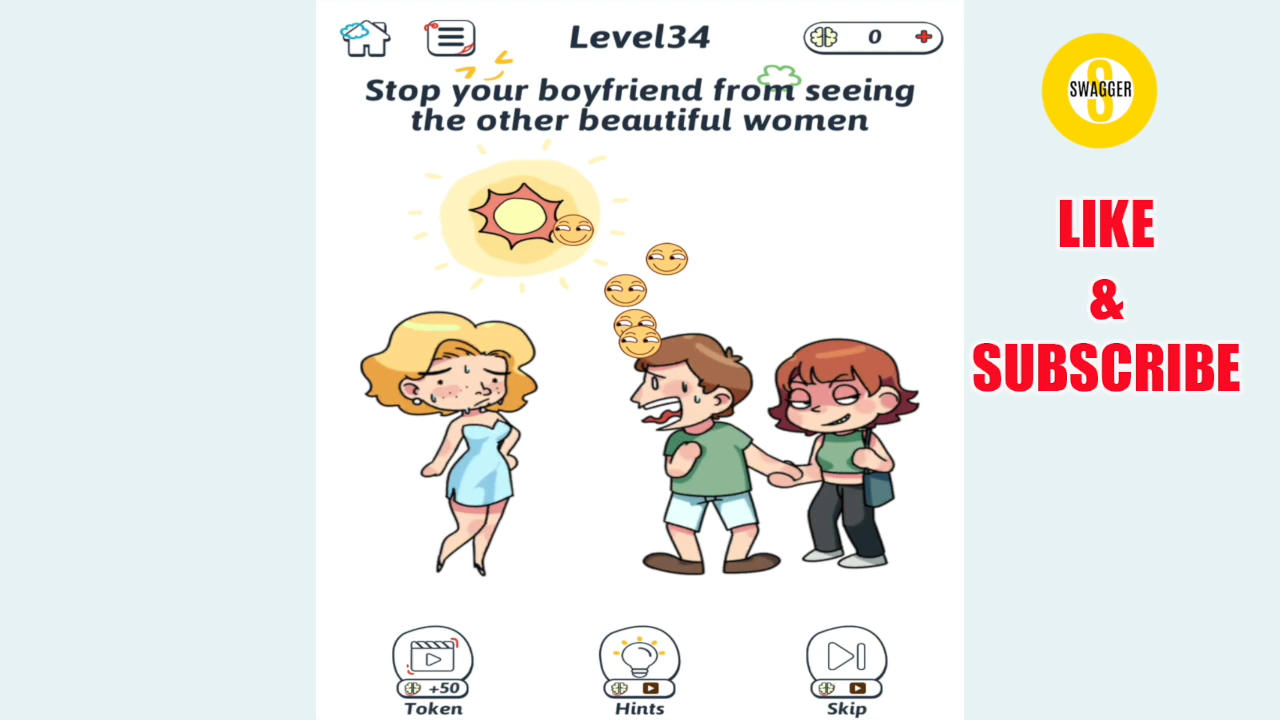 Level34
0
Stop your boyfriend from seeing
the other beautiful women
S
SWAGGER
LIKE
&
SUBSCRIBE
+50
Token
Hints
Skip